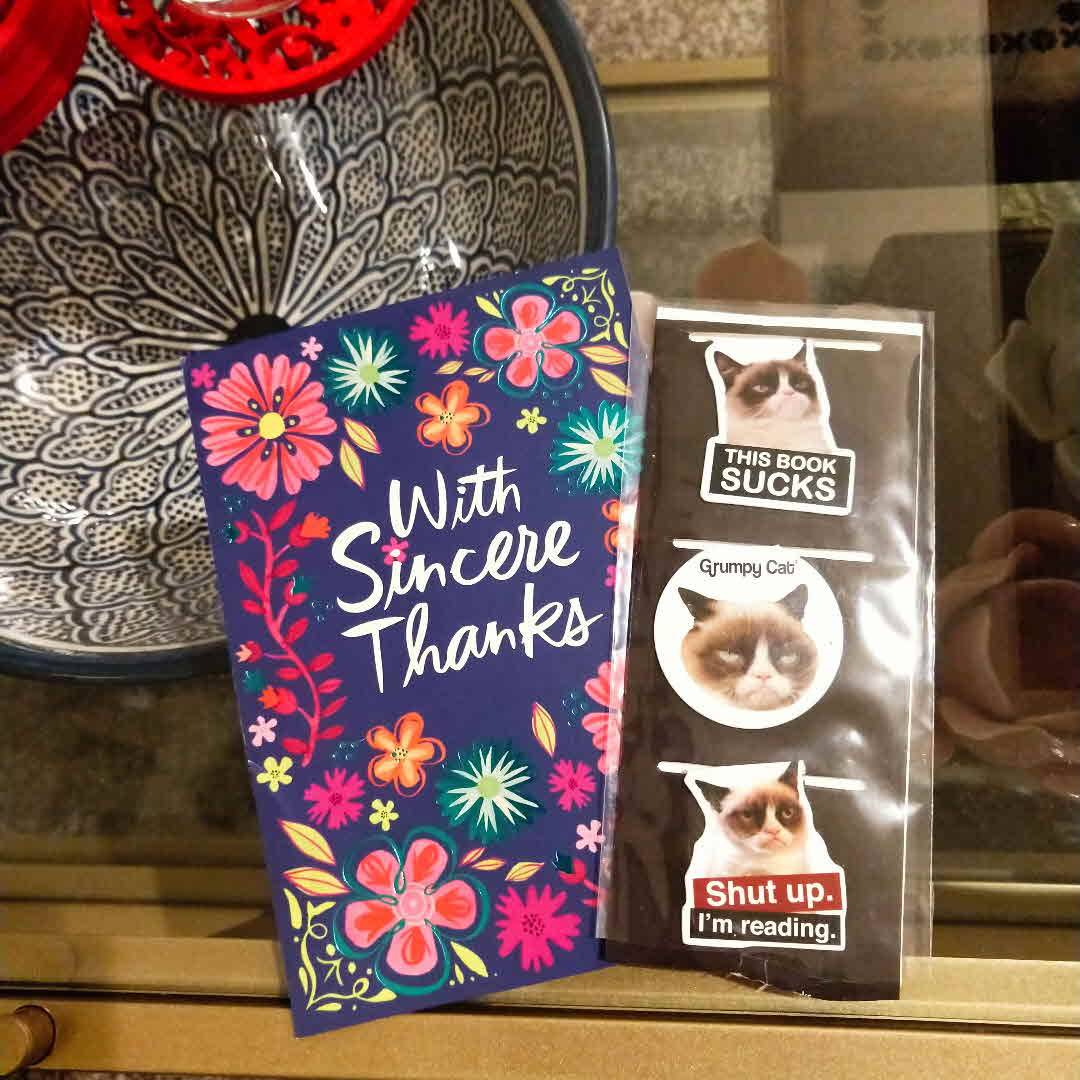 With
Sincere
Thanks
THIS BOOK
SUCKS
Grumpy Cat
Shut up.
I'm reading.